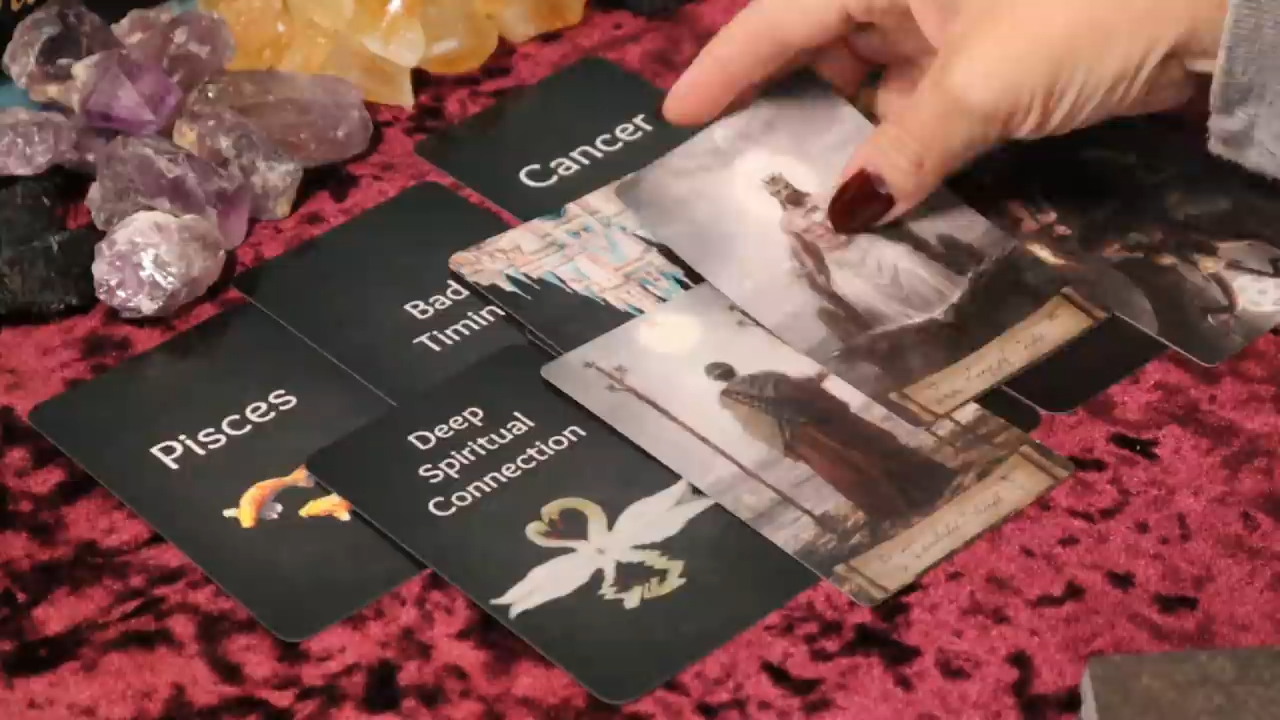 Cancer
Bad
Timin
Pisces
Deep
Spiritual
Connection